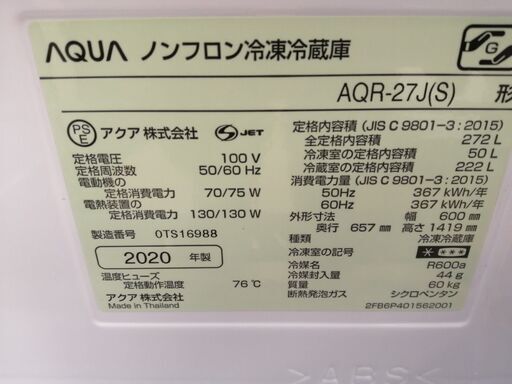 AQUA ノンフロン冷凍冷蔵庫
G
AQR-27J(S) 形
PSE アクア株式会社 S JET
定格電圧 100 V
定格周波数 50/60 Hz
電動機の
定格消費電力 70/75 W
電熱装置の
定格消費電力 130/130 W
製造番号 0TS16988
2020 年製
温度ヒューズ
定格動作温度 76℃
アクア株式会社
Made in Thailand
定格内容積 (JIS C 9801-3 : 2015)
全定格内容積 272 L
冷凍室の定格内容積 50 L
冷蔵室の定格内容積 222 L
消費電力量 (JIS C 9801-3 : 2015)
50Hz 367 kWh/年
60Hz 367 kWh/年
外形寸法 幅 600 mm
奥行 657 mm 高さ 1419 mm
種類 冷凍冷蔵庫
冷凍室の記号 ****
冷媒名 R600a
冷媒封入量 44 g
質量 60 kg
断熱発泡ガス シクロペンタン
2FB6P401562001
>ABS<